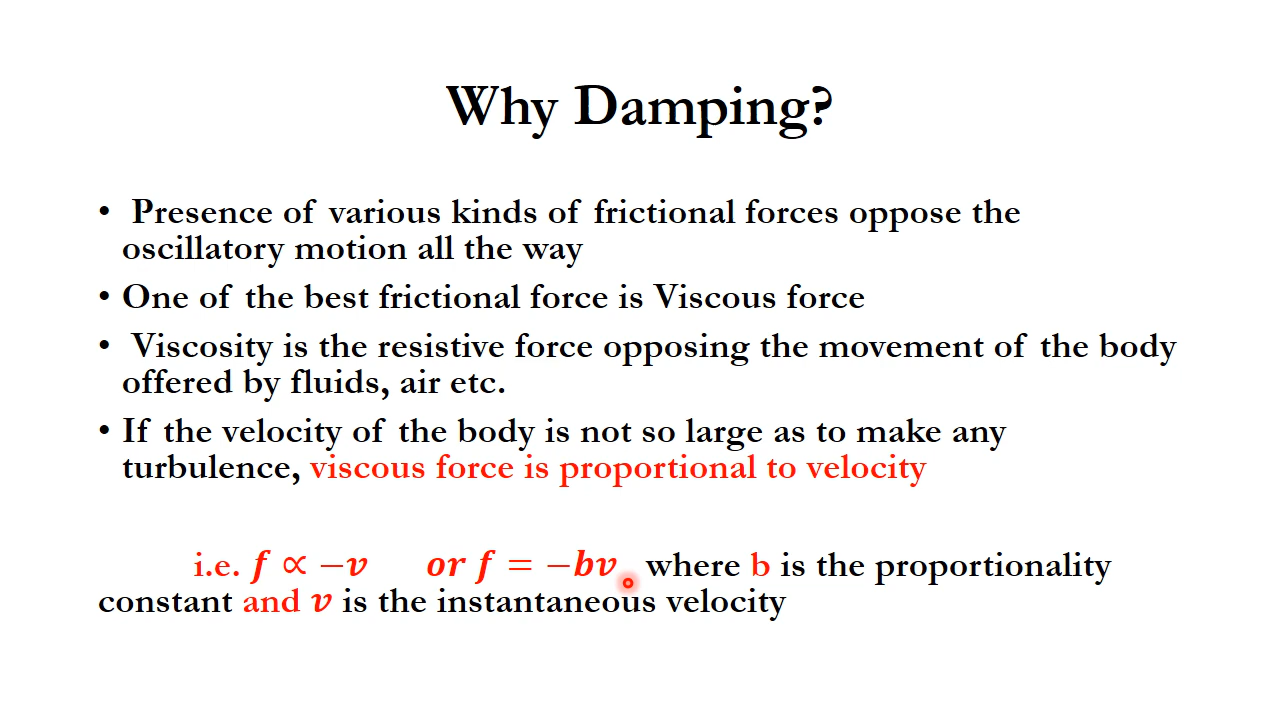 Why Damping?
• Presence of various kinds of frictional forces oppose the
oscillatory motion all the way
• One of the best frictional force is Viscous force
• Viscosity is the resistive force opposing the movement of the body
offered by fluids, air etc.
• If the velocity of the body is not so large as to make any
turbulence, viscous force is proportional to velocity
i.e. f ∝ −v or f = −bv where b is the proportionality
constant and v is the instantaneous velocity